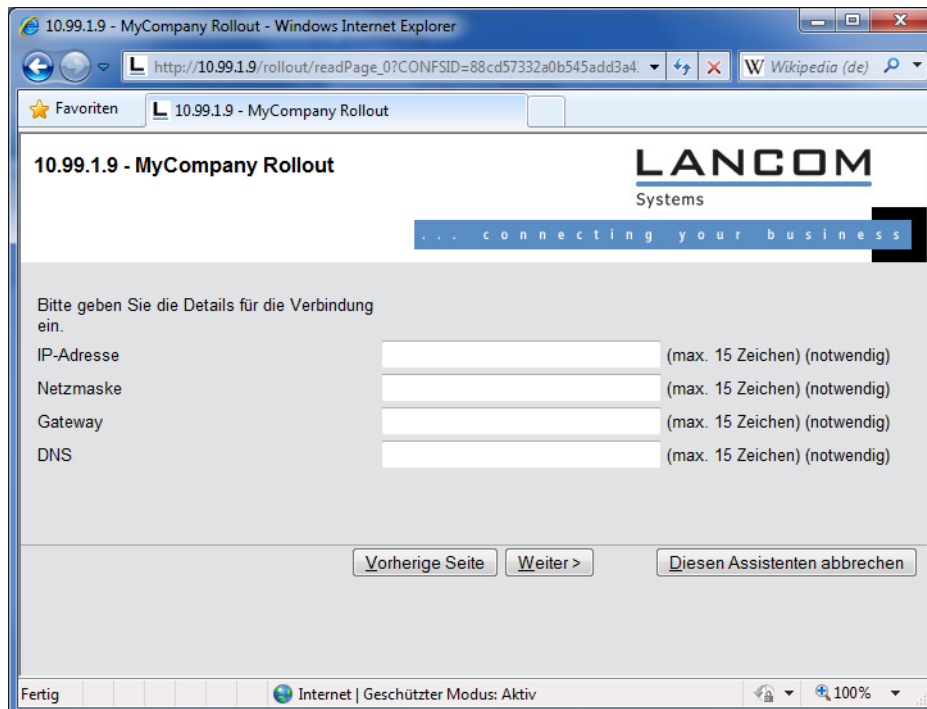 10.99.1.9 - MyCompany Rollout - Windows Internet Explorer
http://10.99.1.9/rollout/readPage_0?CONFSID=88cd57332a0b545add3a4 W Wikipedia (de)
Favoriten L 10.99.1.9 - MyCompany Rollout
10.99.1.9 - MyCompany Rollout
LANCOM
Systems
... connecting your business
Bitte geben Sie die Details für die Verbindung
ein.
IP-Adresse (max. 15 Zeichen) (notwendig)
Netzmaske (max. 15 Zeichen) (notwendig)
Gateway (max. 15 Zeichen) (notwendig)
DNS (max. 15 Zeichen) (notwendig)
Vorherige Seite Weiter > Diesen Assistenten abbrechen
Fertig Internet | Geschützter Modus: Aktiv 100%